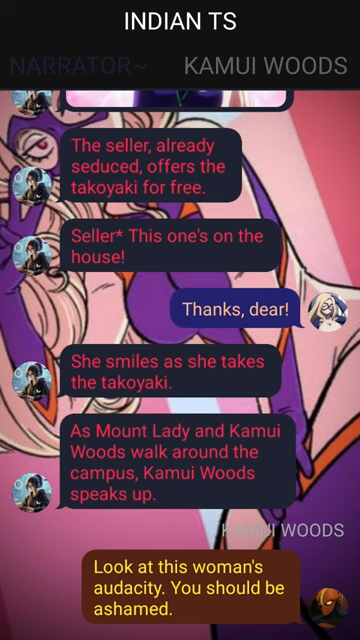 INDIAN TS
NARRATOR~ KAMUI WOODS
The seller, already
seduced, offers the
takoyaki for free.
Seller* This one's on the
house!
Thanks, dear!
She smiles as she takes
the takoyaki.
As Mount Lady and Kamui
Woods walk around the
campus, Kamui Woods
speaks up.
KAMUI WOODS
Look at this woman's
audacity. You should be
ashamed.